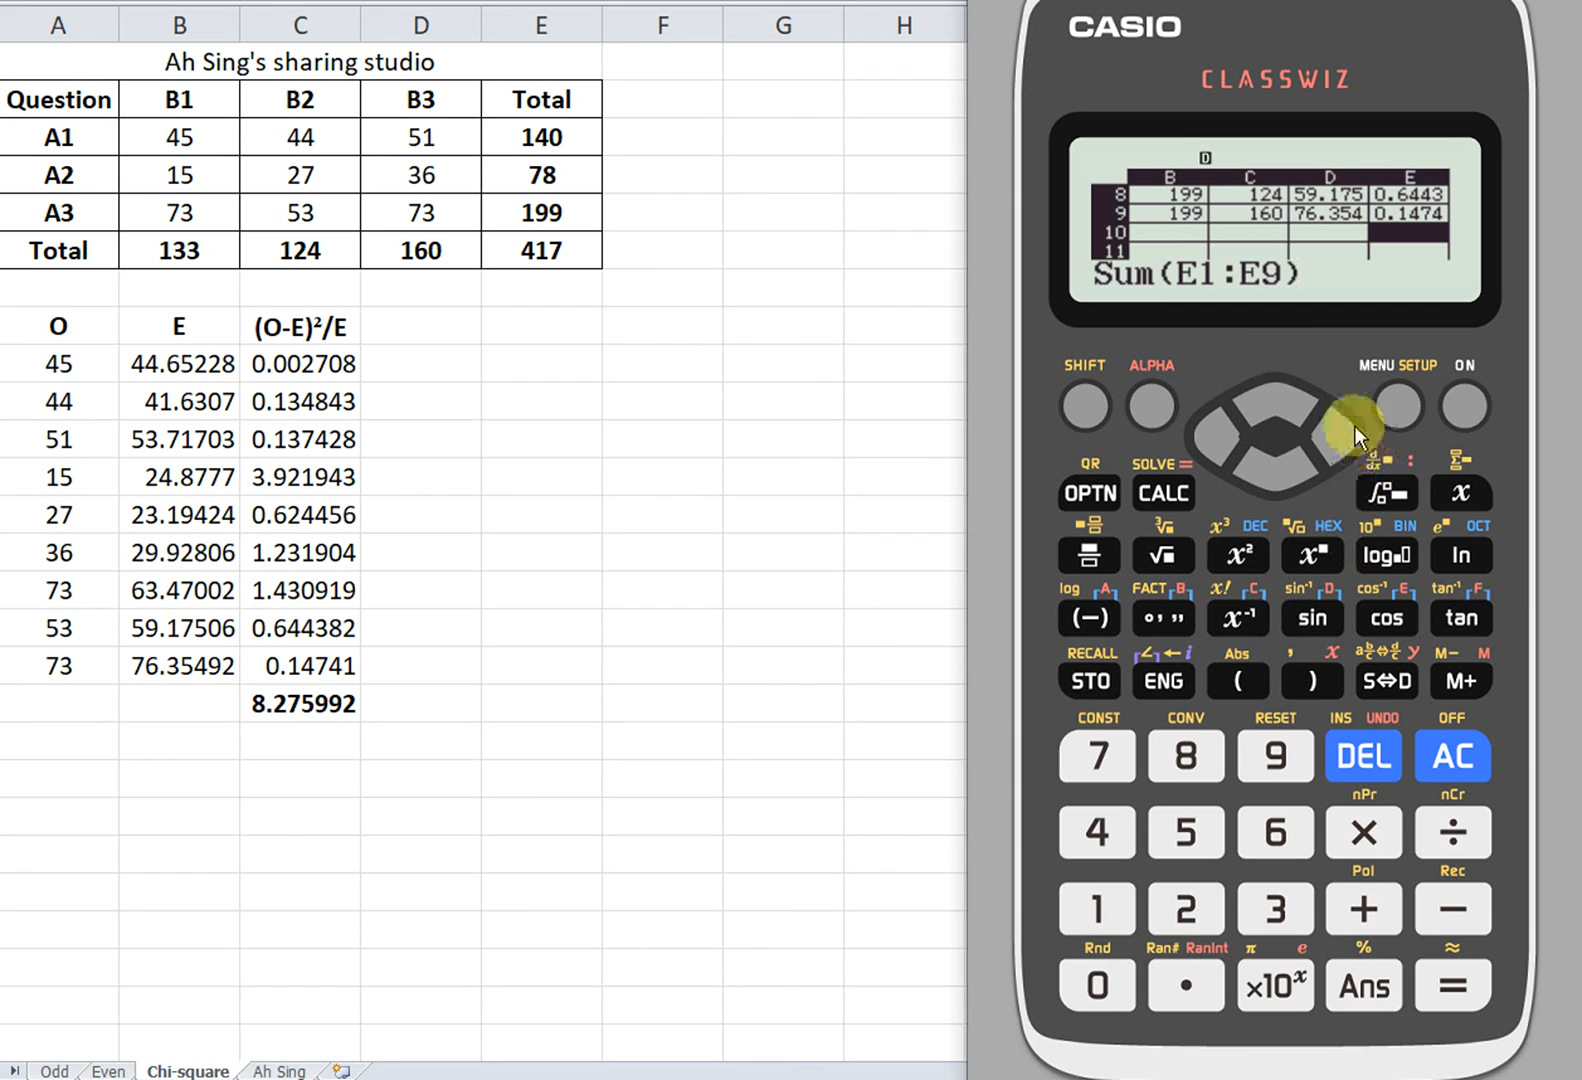 A B C D E F G H
Ah Sing's sharing studio
Question B1 B2 B3 Total
A1 45 44 51 140
A2 15 27 36 78
A3 73 53 73 199
Total 133 124 160 417
O E (O-E)²/E
45 44.65228 0.002708
44 41.6307 0.134843
51 53.71703 0.137428
15 24.8777 3.921943
27 23.19424 0.624456
36 29.92806 1.231904
73 63.47002 1.430919
53 59.17506 0.644382
73 76.35492 0.14741
8.275992
Odd Even Chi-square Ah Sing
CASIO
CLASSWIZ
D
B C D E
8 199 124 59.175 0.6443
9 199 160 76.354 0.1474
10
11
Sum(E1:E9)
SHIFT ALPHA MENU SETUP ON
QR SOLVE = d/dx■ : Σ■
OPTN CALC ∫■ x
■▯/▯ ³√■ x³ DEC ■√▯ HEX 10■ BIN e■ OCT
√■ x² x■ log■▯ ln
log A FACT B x! C sin⁻¹ D cos⁻¹ E tan⁻¹ F
(−) °’” x⁻¹ sin cos tan
RECALL ∠ ← i Abs , x a b/c⇔d/c y M− M
STO ENG ( ) S⇔D M+
CONST CONV RESET INS UNDO OFF
7 8 9 DEL AC
nPr nCr
4 5 6 × ÷
Pol Rec
1 2 3 + −
Rnd Ran# RanInt π e % ≈
0 • ×10ˣ Ans =